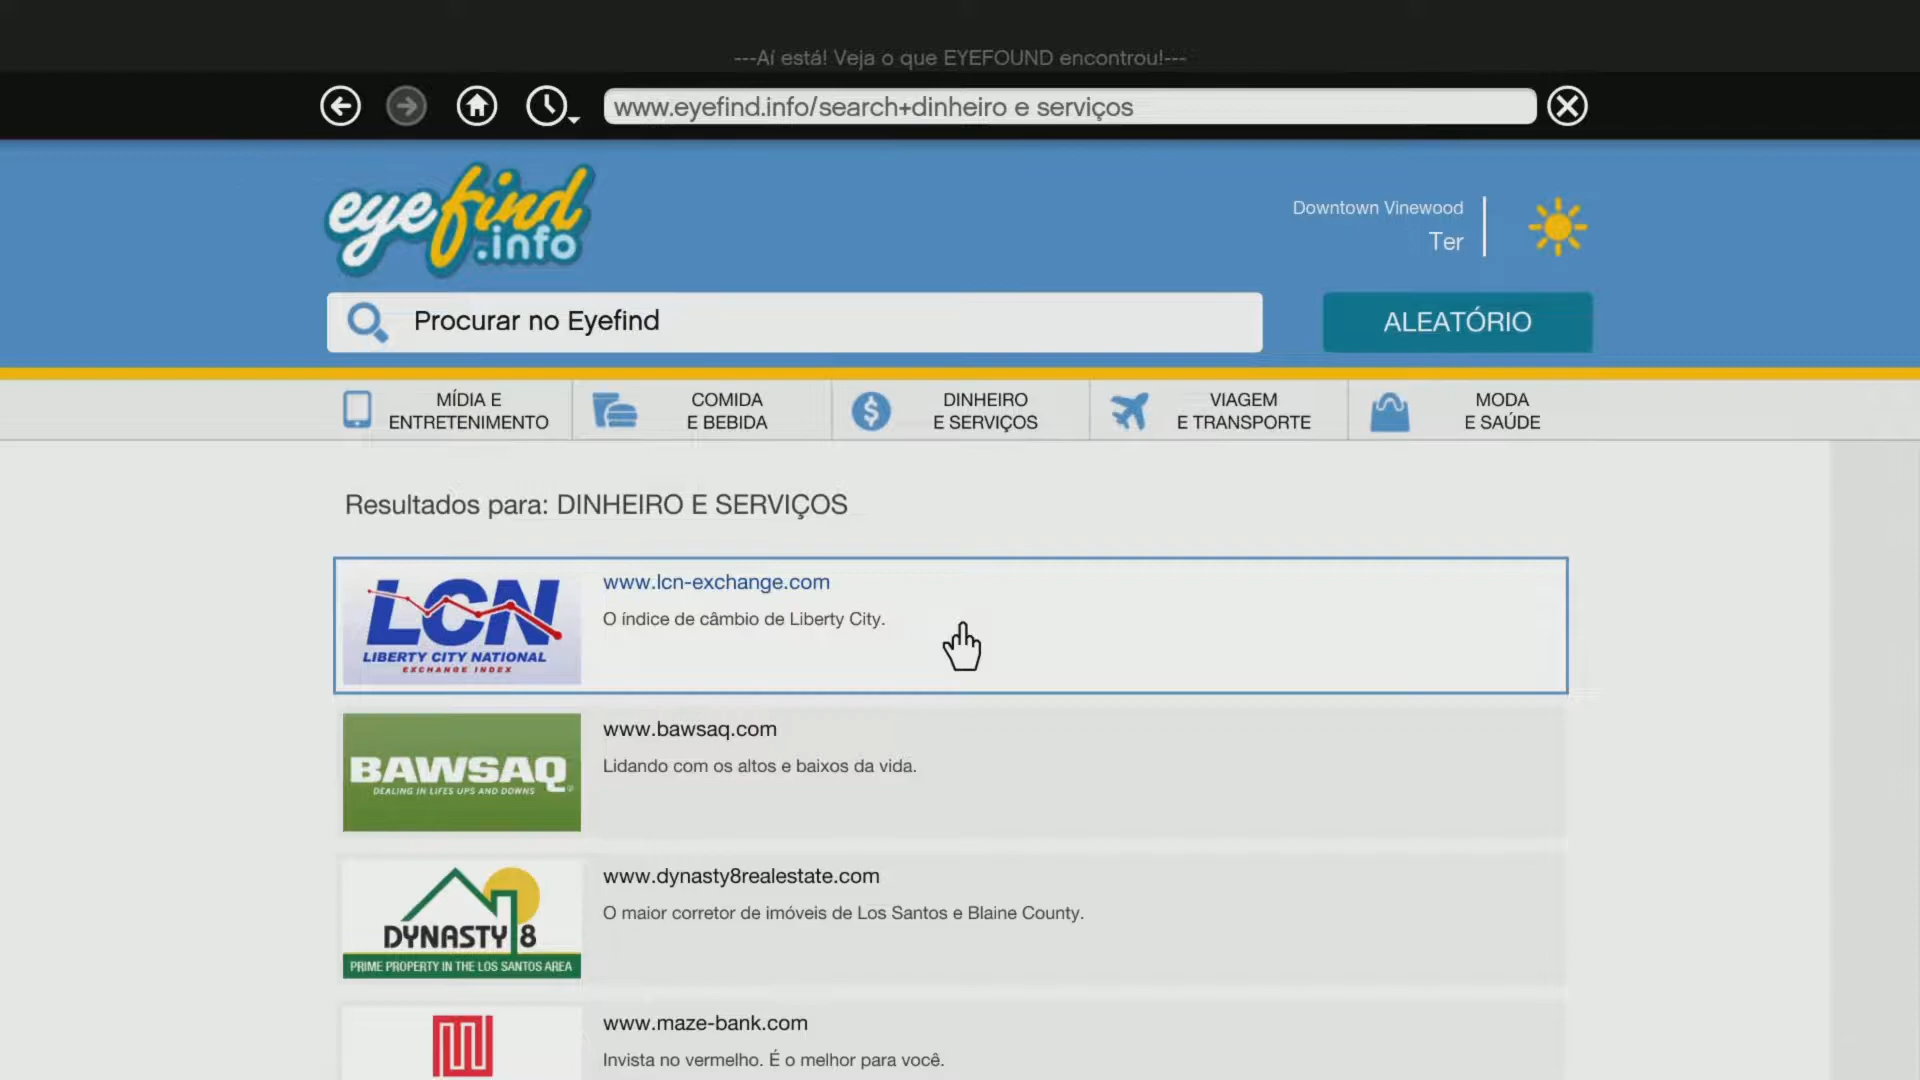 ---Aí está! Veja o que EYEFOUND encontrou!---
www.eyefind.info/search+dinheiro e serviços
eyefind
.info
Downtown Vinewood
Ter
Procurar no Eyefind
ALEATÓRIO
MÍDIA E
ENTRETENIMENTO
COMIDA
E BEBIDA
DINHEIRO
E SERVIÇOS
VIAGEM
E TRANSPORTE
MODA
E SAÚDE
Resultados para: DINHEIRO E SERVIÇOS
LCN
LIBERTY CITY NATIONAL
EXCHANGE INDEX
www.lcn-exchange.com
O índice de câmbio de Liberty City.
BAWSAQ
DEALING IN LIFES UPS AND DOWNS
www.bawsaq.com
Lidando com os altos e baixos da vida.
DYNASTY 8
PRIME PROPERTY IN THE LOS SANTOS AREA
www.dynasty8realestate.com
O maior corretor de imóveis de Los Santos e Blaine County.
www.maze-bank.com
Invista no vermelho. É o melhor para você.